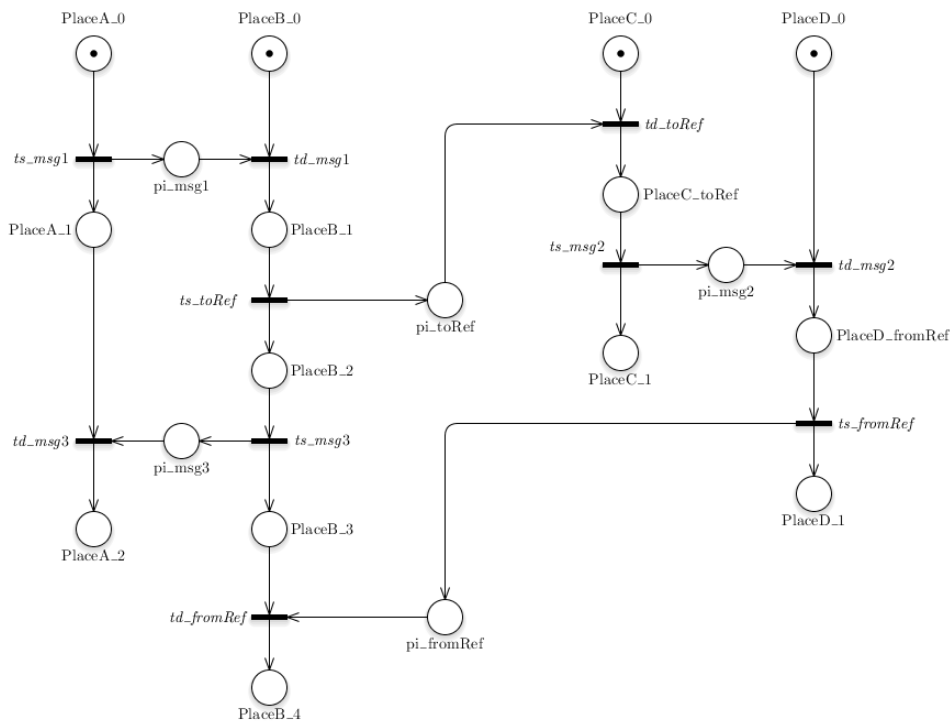 PlaceA_0
PlaceB_0
PlaceC_0
PlaceD_0
td_toRef
ts_msg1
td_msg1
pi_msg1
PlaceC_toRef
PlaceA_1
PlaceB_1
ts_msg2
td_msg2
pi_msg2
ts_toRef
pi_toRef
PlaceD_fromRef
PlaceB_2
PlaceC_1
ts_fromRef
td_msg3
ts_msg3
pi_msg3
PlaceD_1
PlaceB_3
PlaceA_2
td_fromRef
pi_fromRef
PlaceB_4